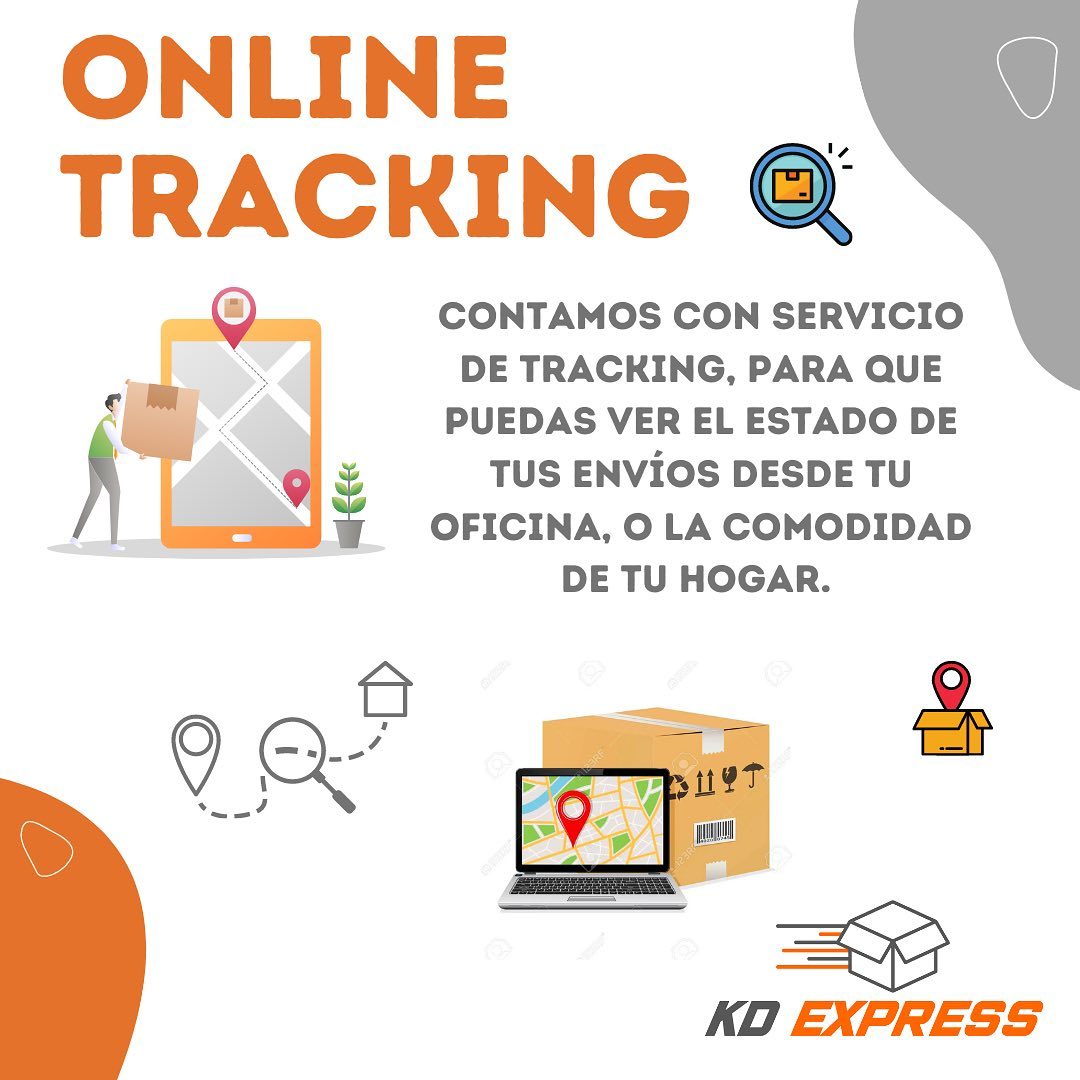 ONLINE
TRACKING
CONTAMOS CON SERVICIO
DE TRACKING, PARA QUE
PUEDAS VER EL ESTADO DE
TUS ENVÍOS DESDE TU
OFICINA, O LA COMODIDAD
DE TU HOGAR.
KD EXPRESS